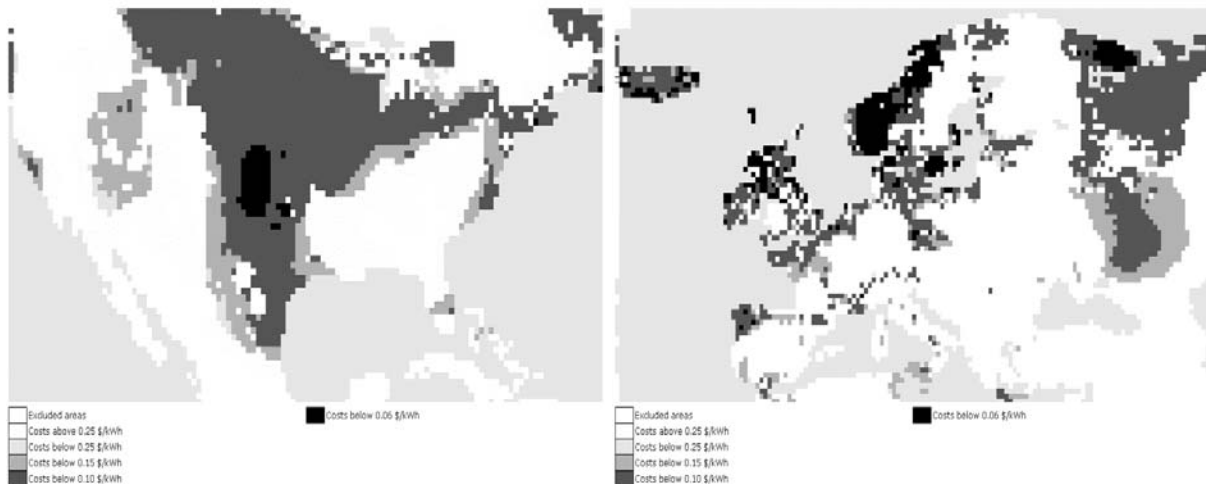 Excluded areas
Costs above 0.25 $/kWh
Costs below 0.25 $/kWh
Costs below 0.15 $/kWh
Costs below 0.10 $/kWh
Costs below 0.06 $/kWh
Excluded areas
Costs above 0.25 $/kWh
Costs below 0.25 $/kWh
Costs below 0.15 $/kWh
Costs below 0.10 $/kWh
Costs below 0.06 $/kWh